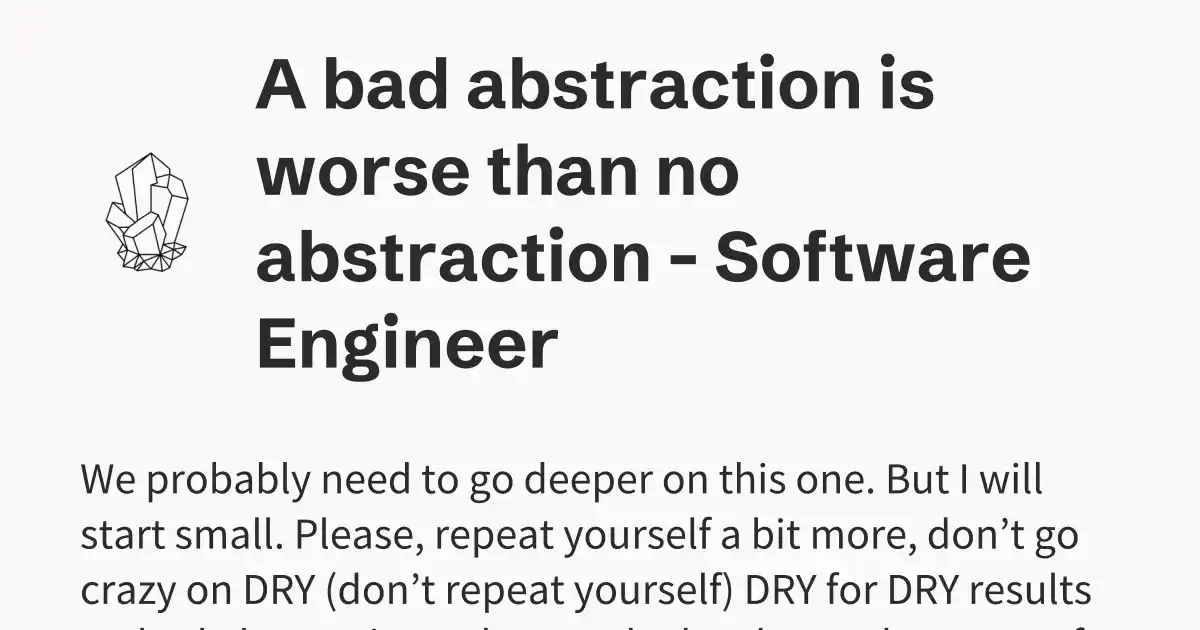 A bad abstraction is
worse than no
abstraction - Software
Engineer
We probably need to go deeper on this one. But I will
start small. Please, repeat yourself a bit more, don’t go
crazy on DRY (don’t repeat yourself) DRY for DRY results